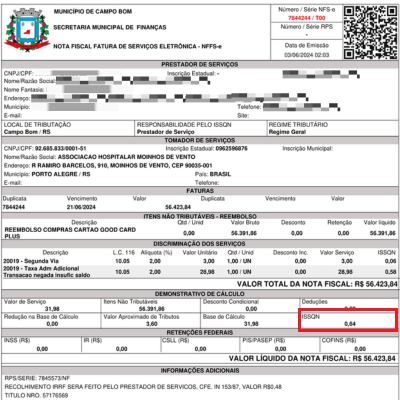 MUNICÍPIO DE CAMPO BOM
SECRETARIA MUNICIPAL DE FINANÇAS
NOTA FISCAL FATURA DE SERVIÇOS ELETRÔNICA - NFFS-e
Número / Série NFS-e
7844244 / T00
Número / Série RPS
-
Data de Emissão
03/06/2024 02:03
PRESTADOR DE SERVIÇOS
CNPJ/CPF: Inscrição Estadual: -
Nome/Razão Social:
Nome Fantasia:
Endereço:
Município: Telefone:
E-mail: Site:
LOCAL DE TRIBUTAÇÃO RESPONSABILIDADE PELO ISSQN REGIME TRIBUTÁRIO
Campo Bom / RS Prestador de Serviço Regime Geral
TOMADOR DE SERVIÇOS
CNPJ/CPF: 92.685.833/0001-51 Inscrição Estadual: 0962596876 Inscrição Municipal:
Nome/Razão Social: ASSOCIACAO HOSPITALAR MOINHOS DE VENTO
Endereço: R RAMIRO BARCELOS, 910, MOINHOS DE VENTO, CEP 90035-001
Município: PORTO ALEGRE / RS País: BRASIL
E-mail: Telefone:
FATURAS
Duplicata Vencimento Valor Duplicata Vencimento Valor
7844244 21/06/2024 56.423,84
ITENS NÃO TRIBUTÁVEIS - REEMBOLSO
Descrição Qtd / Unid Valor Bruto Desconto Retenção Valor líquido
REEMBOLSO COMPRAS CARTAO GOOD CARD PLUS 0,00 56.391,86 0,00 0,00 56.391,86
DISCRIMINAÇÃO DOS SERVIÇOS
Descrição L.C. 116 Alíquota (%) Valor Unitário Qtd / Unid Desconto Inc. Valor Serviço ISSQN
20019 - Segunda Via 10.05 2,00 3,00 1,00 / UN 0,00 3,00 0,06
20019 - Taxa Adm Adicional Transacao negada insufic saldo 10.05 2,00 28,98 1,00 / UN 0,00 28,98 0,58
VALOR TOTAL DA NOTA FISCAL: R$ 56.423,84
DEMONSTRATIVO DE CÁLCULO
Valor de Serviço Itens Não Tributáveis Desconto Condicional Deduções
31,98 56.391,86 0,00
Redução na Base de Cálculo Valor Aproximado de Tributos Base de Cálculo ISSQN
0,00 3,60 31,98 0,64
RETENÇÕES FEDERAIS
INSS (R$) IR (R$) CSLL (R$) PIS/PASEP (R$) COFINS (R$)
0,00 0,00 0,00 0,00 0,00
VALOR LÍQUIDO DA NOTA FISCAL: R$ 56.423,84
INFORMAÇÕES ADICIONAIS
RPS/SERIE: 7845573/NF
RECOLHIMENTO IRRF SERA FEITO PELO PRESTADOR DE SERVICOS, CFE. IN 153/87, VALOR R$0,48
TITULO NR. 57176569